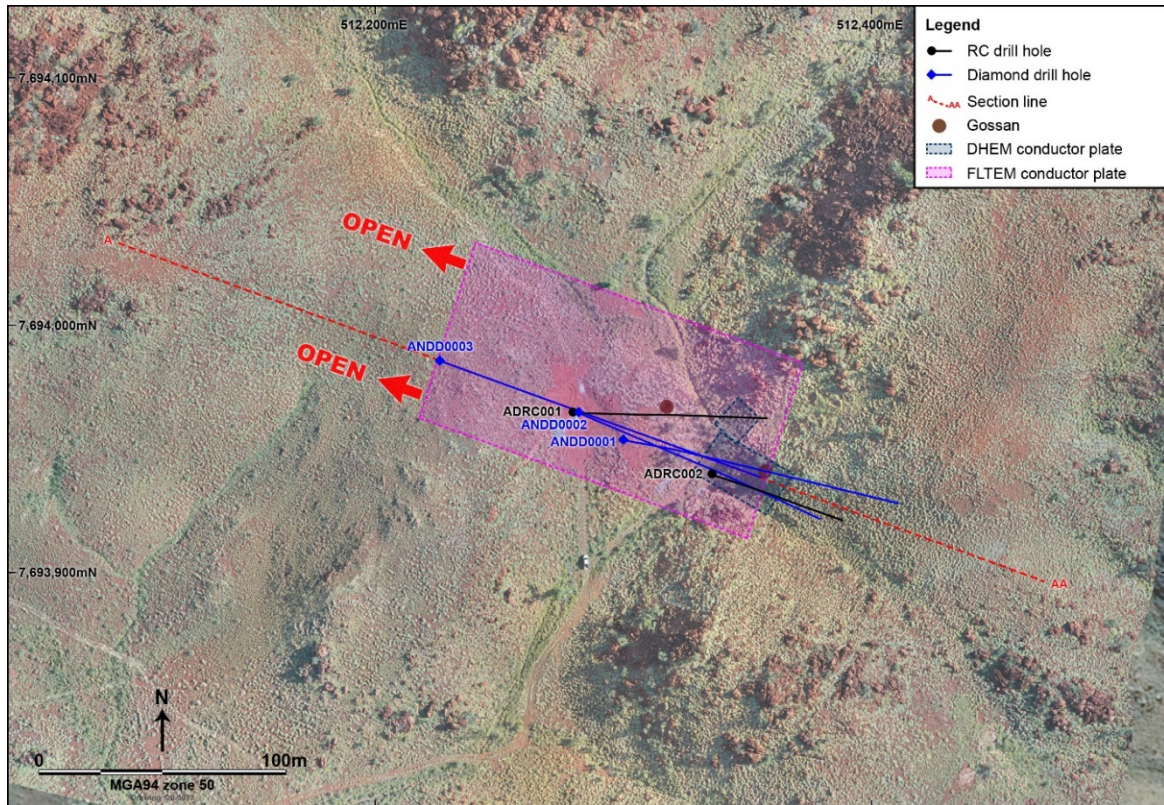 512,200mE
512,400mE
7,694,100mN
7,694,000mN
7,693,900mN
Legend
RC drill hole
Diamond drill hole
A AA Section line
Gossan
DHEM conductor plate
FLTEM conductor plate
A
OPEN
OPEN
ANDD0003
ADRC001
ANDD0002
ANDD0001
ADRC002
AA
N
0 100m
MGA94 zone 50